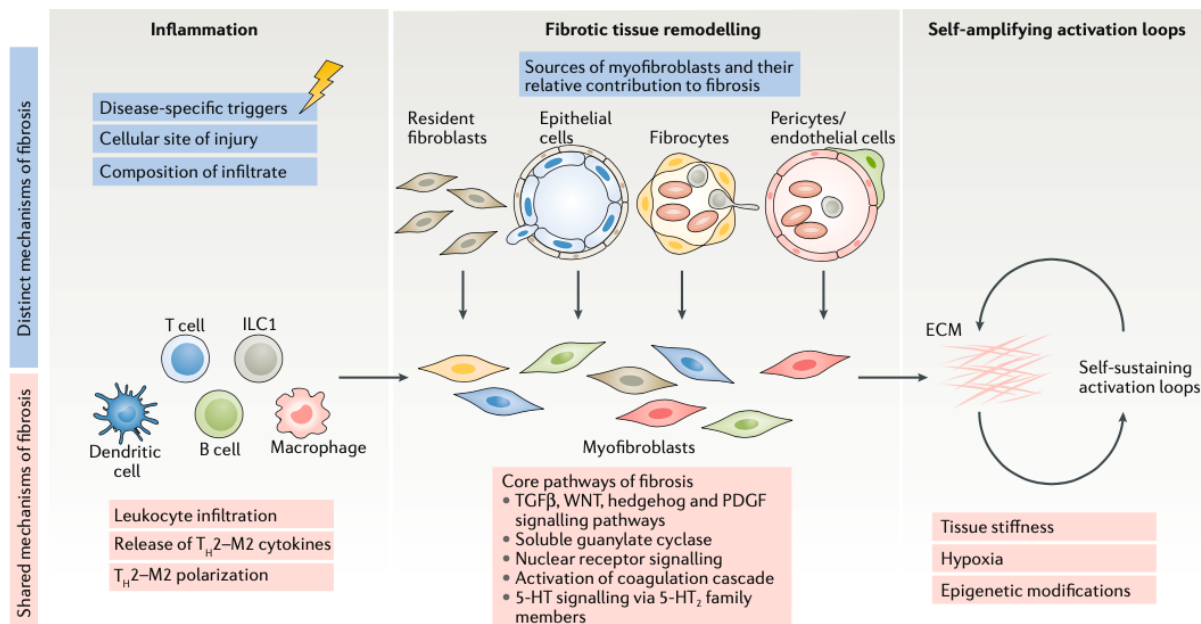 Inflammation
Fibrotic tissue remodelling
Self-amplifying activation loops
Distinct mechanisms of fibrosis
Disease-specific triggers
Cellular site of injury
Composition of infiltrate
Sources of myofibroblasts and their
relative contribution to fibrosis
Resident
fibroblasts
Epithelial
cells
Fibrocytes
Pericytes/
endothelial cells
T cell
ILC1
Dendritic
cell
B cell
Macrophage
Myofibroblasts
ECM
Self-sustaining
activation loops
Shared mechanisms of fibrosis
Leukocyte infiltration
Release of TH2–M2 cytokines
TH2–M2 polarization
Core pathways of fibrosis
• TGFβ, WNT, hedgehog and PDGF
signalling pathways
• Soluble guanylate cyclase
• Nuclear receptor signalling
• Activation of coagulation cascade
• 5-HT signalling via 5-HT2 family
members
Tissue stiffness
Hypoxia
Epigenetic modifications